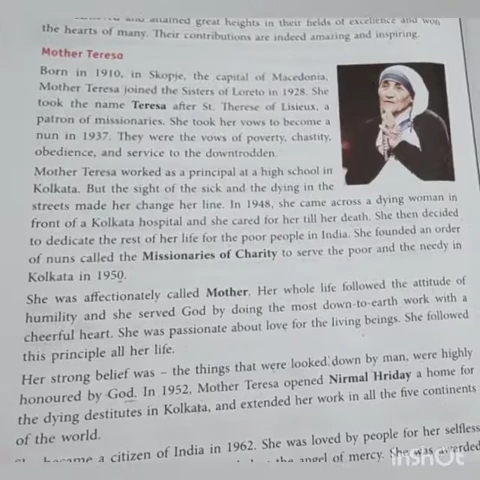 and attained great heights in their fields of excellence and won
the hearts of many. Their contributions are indeed amazing and inspiring.
Mother Teresa
Born in 1910, in Skopje, the capital of Macedonia,
Mother Teresa joined the Sisters of Loreto in 1928. She
took the name Teresa after St. Therese of Lisieux, a
patron of missionaries. She took her vows to become a
nun in 1937. They were the vows of poverty, chastity,
obedience, and service to the downtrodden.
Mother Teresa worked as a principal at a high school in
Kolkata. But the sight of the sick and the dying in the
streets made her change her line. In 1948, she came across a dying woman in
front of a Kolkata hospital and she cared for her till her death. She then decided
to dedicate the rest of her life for the poor people in India. She founded an order
of nuns called the Missionaries of Charity to serve the poor and the needy in
Kolkata in 1950.
She was affectionately called Mother. Her whole life followed the attitude of
humility and she served God by doing the most down-to-earth work with a
cheerful heart. She was passionate about love for the living beings. She followed
this principle all her life.
Her strong belief was – the things that were looked down by man, were highly
honoured by God. In 1952, Mother Teresa opened Nirmal Hriday a home for
the dying destitutes in Kolkata, and extended her work in all the five continents
of the world.
became a citizen of India in 1962. She was loved by people for her selfless
the angel of mercy. She was
InShOt